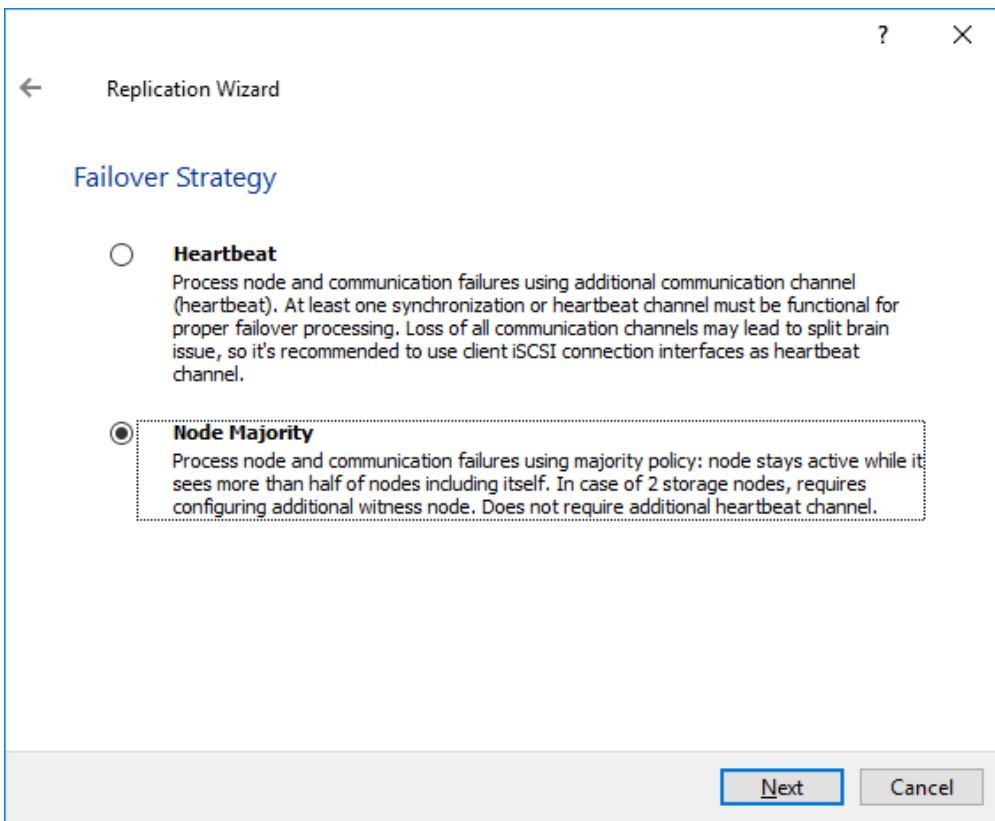 ?
Replication Wizard
Failover Strategy
Heartbeat
Process node and communication failures using additional communication channel
(heartbeat). At least one synchronization or heartbeat channel must be functional for
proper failover processing. Loss of all communication channels may lead to split brain
issue, so it's recommended to use client iSCSI connection interfaces as heartbeat
channel.
Node Majority
Process node and communication failures using majority policy: node stays active while it
sees more than half of nodes including itself. In case of 2 storage nodes, requires
configuring additional witness node. Does not require additional heartbeat channel.
Next Cancel